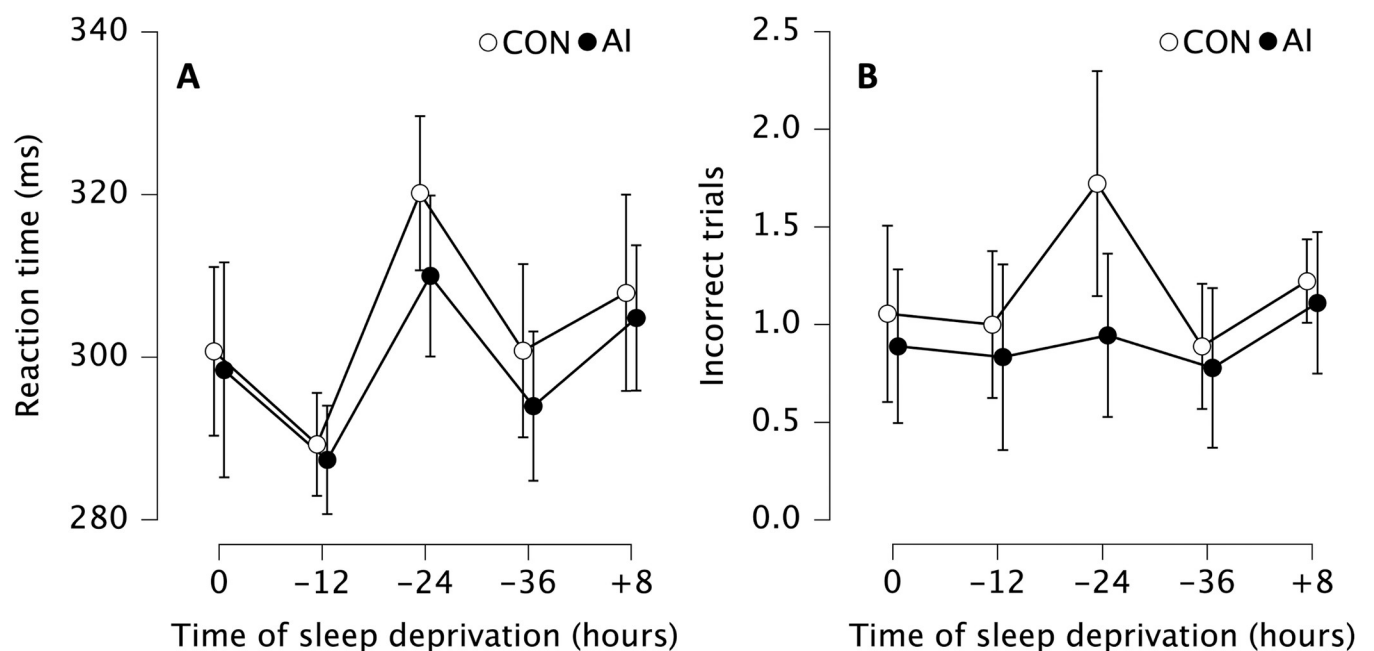 340
320
300
280
Reaction time (ms)
A
CON AI
0 −12 −24 −36 +8
Time of sleep deprivation (hours)
2.5
2.0
1.5
1.0
0.5
0.0
Incorrect trials
B
CON AI
0 −12 −24 −36 +8
Time of sleep deprivation (hours)